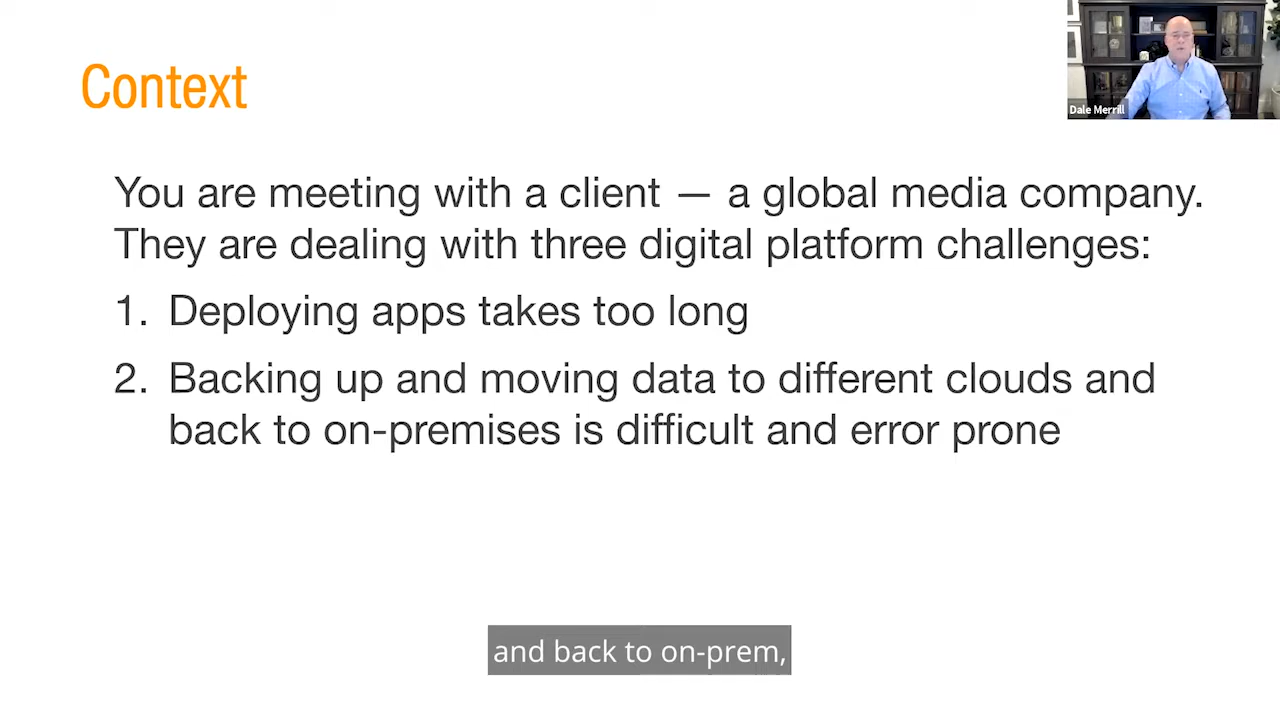 Context
Dale Merrill
You are meeting with a client — a global media company.
They are dealing with three digital platform challenges:
1. Deploying apps takes too long
2. Backing up and moving data to different clouds and
back to on-premises is difficult and error prone
and back to on-prem,